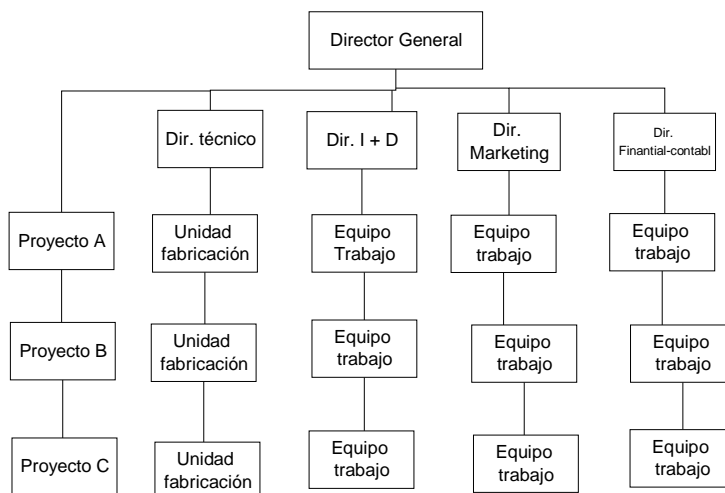 Director General
Dir. técnico
Dir. I + D
Dir.
Marketing
Dir.
Finantial-contabl
Proyecto A
Unidad
fabricación
Equipo
Trabajo
Equipo
trabajo
Equipo
trabajo
Proyecto B
Unidad
fabricación
Equipo
trabajo
Equipo
trabajo
Equipo
trabajo
Proyecto C
Unidad
fabricación
Equipo
trabajo
Equipo
trabajo
Equipo
trabajo